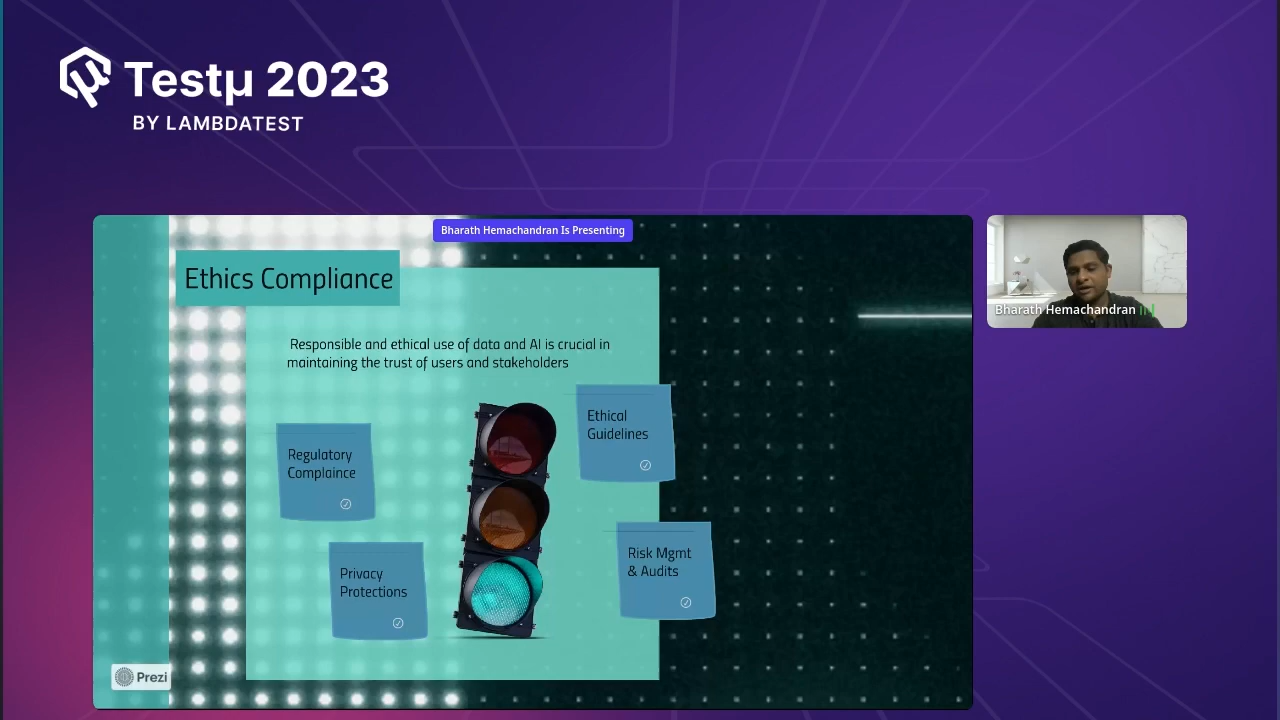 Testμ 2023
BY LAMBDATEST
Bharath Hemachandran Is Presenting
Ethics Compliance
Responsible and ethical use of data and AI is crucial in
maintaining the trust of users and stakeholders
Ethical
Guidelines
Regulatory
Complaince
Risk Mgmt
& Audits
Privacy
Protections
Prezi
Bharath Hemachandran